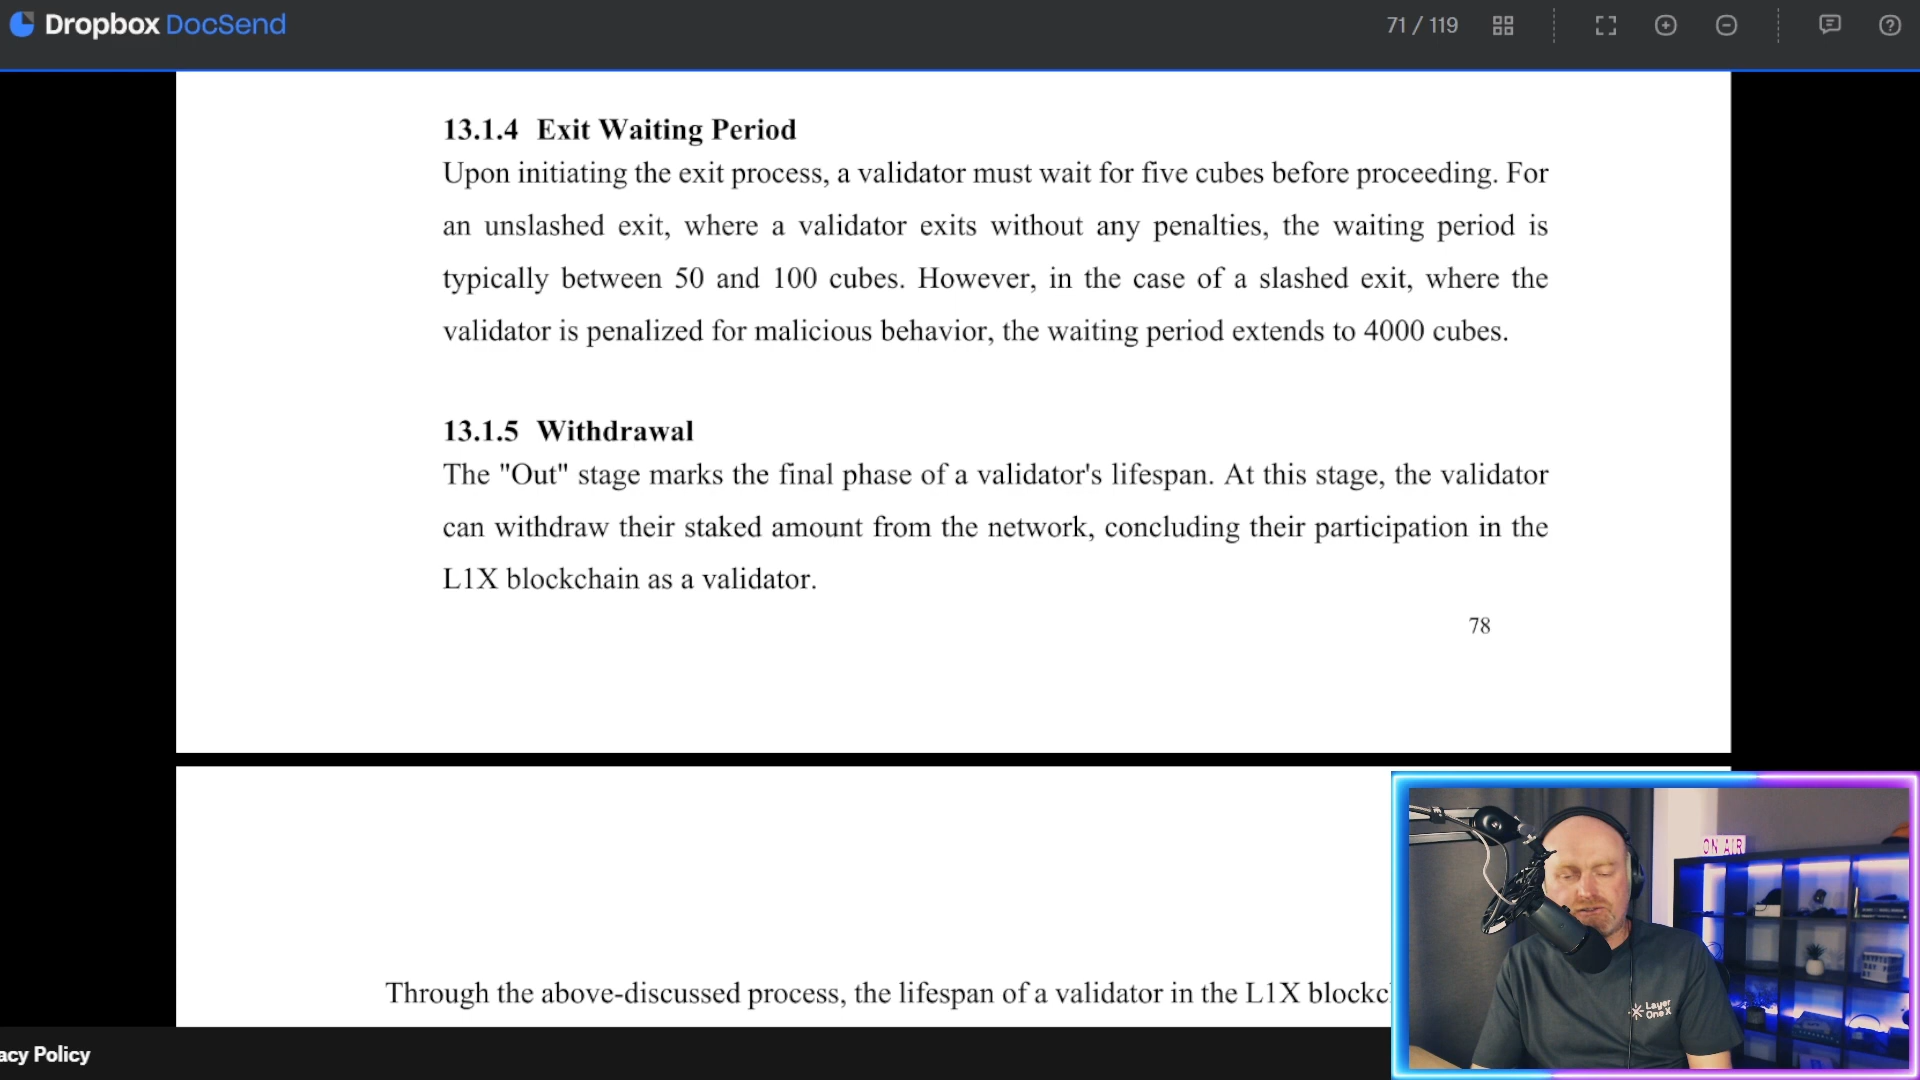 Dropbox DocSend
71 / 119
13.1.4 Exit Waiting Period
Upon initiating the exit process, a validator must wait for five cubes before proceeding. For
an unslashed exit, where a validator exits without any penalties, the waiting period is
typically between 50 and 100 cubes. However, in the case of a slashed exit, where the
validator is penalized for malicious behavior, the waiting period extends to 4000 cubes.
13.1.5 Withdrawal
The "Out" stage marks the final phase of a validator's lifespan. At this stage, the validator
can withdraw their staked amount from the network, concluding their participation in the
L1X blockchain as a validator.
78
Through the above-discussed process, the lifespan of a validator in the L1X blockc
ON AIR
Layer
One X
acy Policy